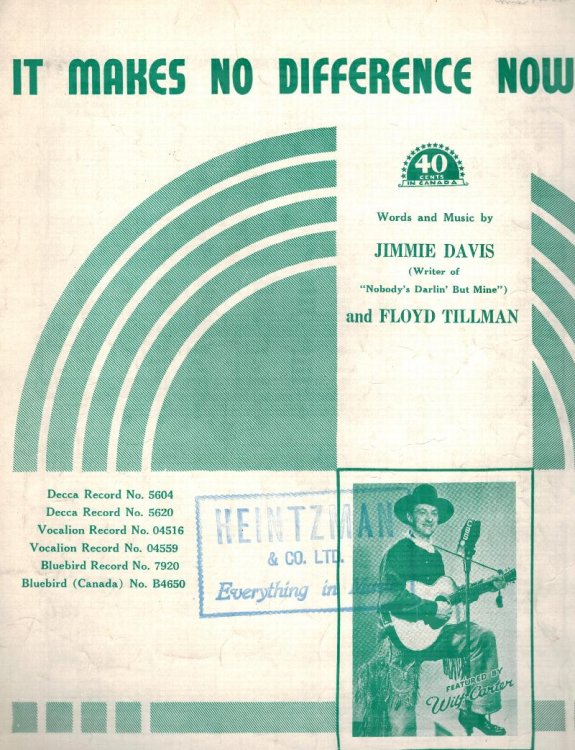 IT MAKES NO DIFFERENCE NOW
40
CENTS
IN CANADA
Words and Music by
JIMMIE DAVIS
(Writer of
"Nobody's Darlin' But Mine")
and FLOYD TILLMAN
Decca Record No. 5604
Decca Record No. 5620
Vocalion Record No. 04516
Vocalion Record No. 04559
Bluebird Record No. 7920
Bluebird (Canada) No. B4650
HEINTZMAN
& CO. LTD.
Everything in
FEATURED BY
Wilf Carter